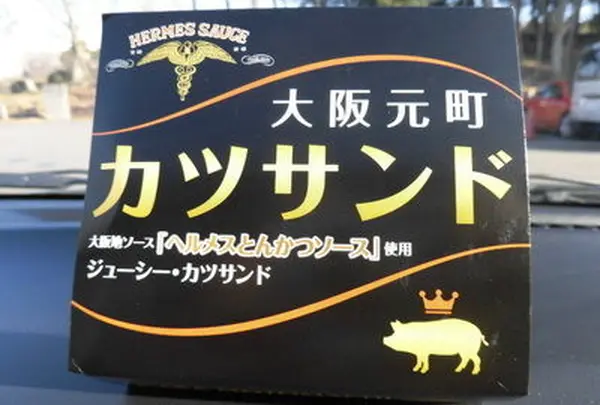 HERMES SAUCE
大阪元町
カツサンド
大阪地ソース『ヘルメスとんかつソース』使用
ジューシー・カツサンド